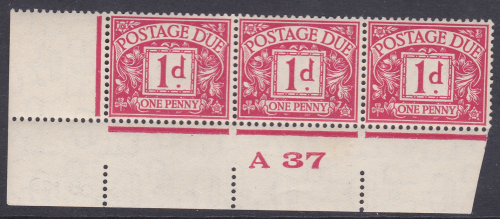 POSTAGE DUE POSTAGE DUE POSTAGE DUE
1d 1d 1d
ONE PENNY ONE PENNY ONE PENNY
A 37